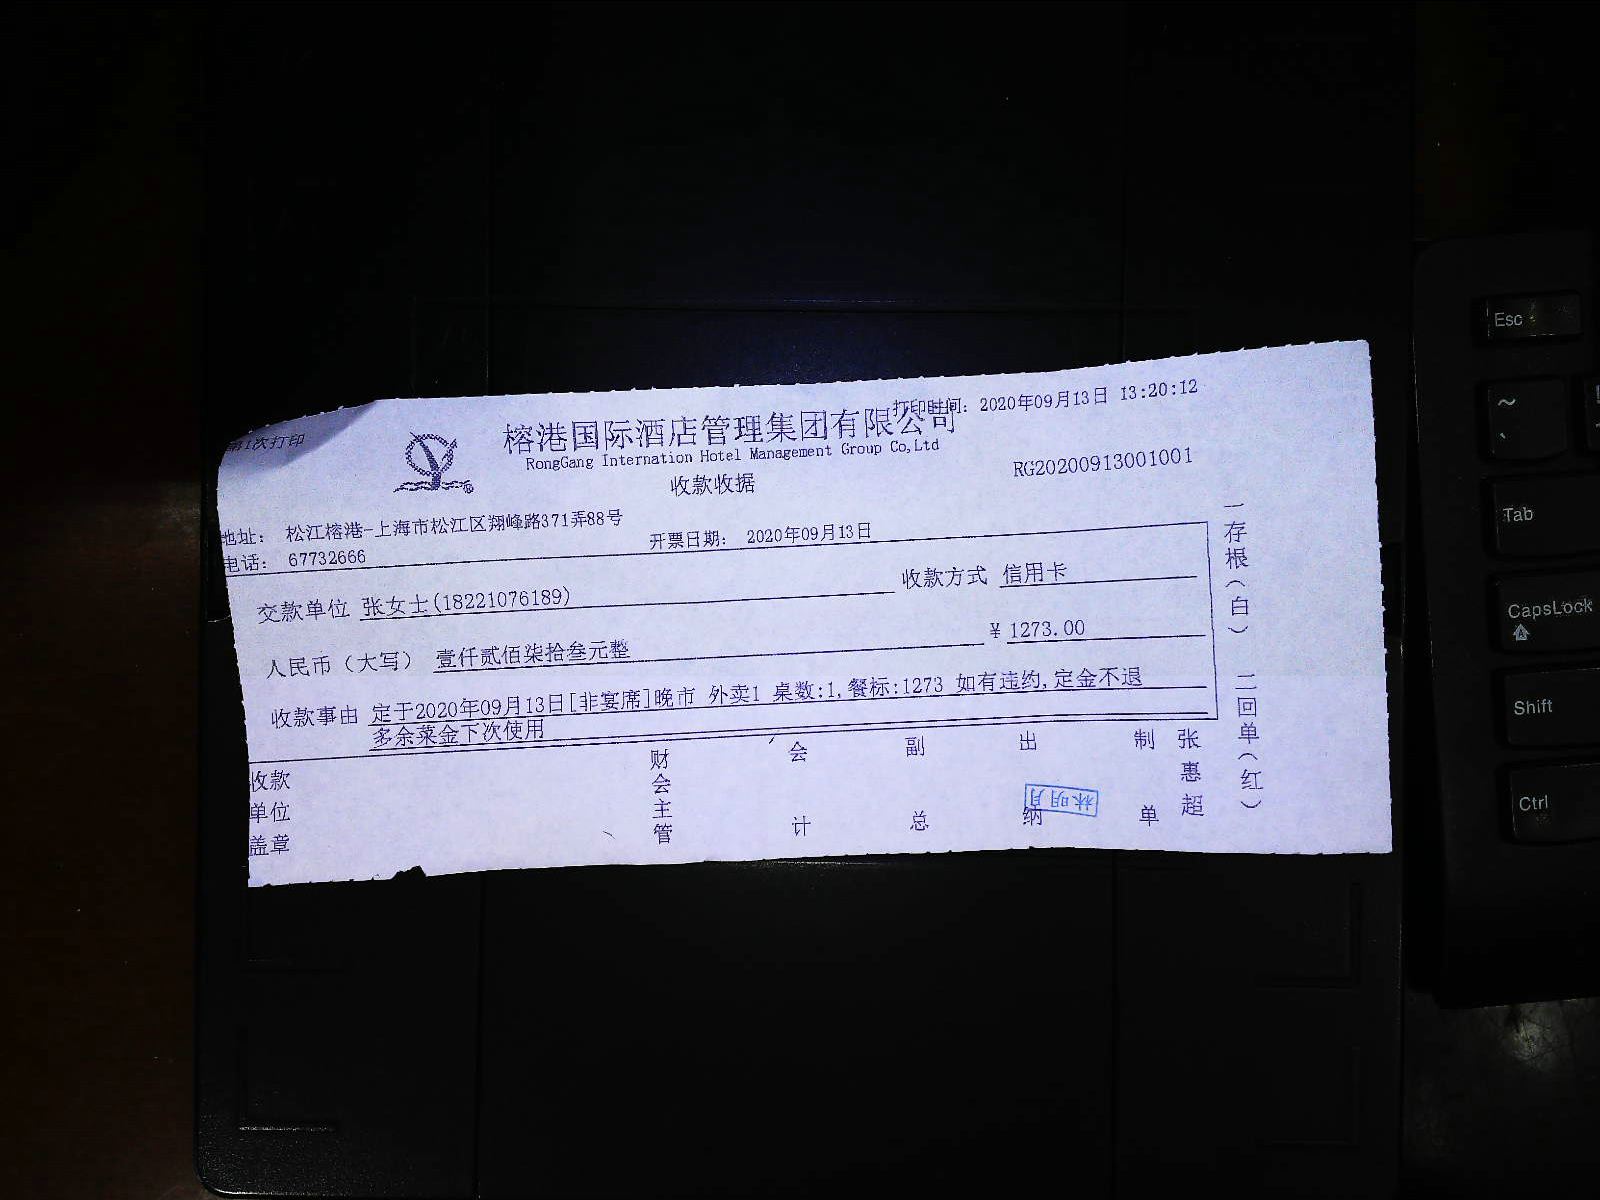 第1次打印
打印时间: 2020年09月13日 13:20:12
榕港国际酒店管理集团有限公司
RongGang Internation Hotel Management Group Co,Ltd
收款收据
RG20200913001001
地址: 松江榕港-上海市松江区翔峰路371弄88号
电话: 67732666
开票日期: 2020年09月13日
交款单位 张女士(18221076189)
收款方式 信用卡
人民币（大写） 壹仟贰佰柒拾叁元整
¥ 1273.00
收款事由 定于2020年09月13日[非宴席]晚市 外卖1 桌数:1,餐标:1273 如有违约,定金不退
多余菜金下次使用
收款单位盖章
财会主管
会计
副总
出纳
林明月
制单
张惠超
一存根(白)
二回单(红)
Esc
~
、
Tab
CapsLock
A
Shift
Ctrl